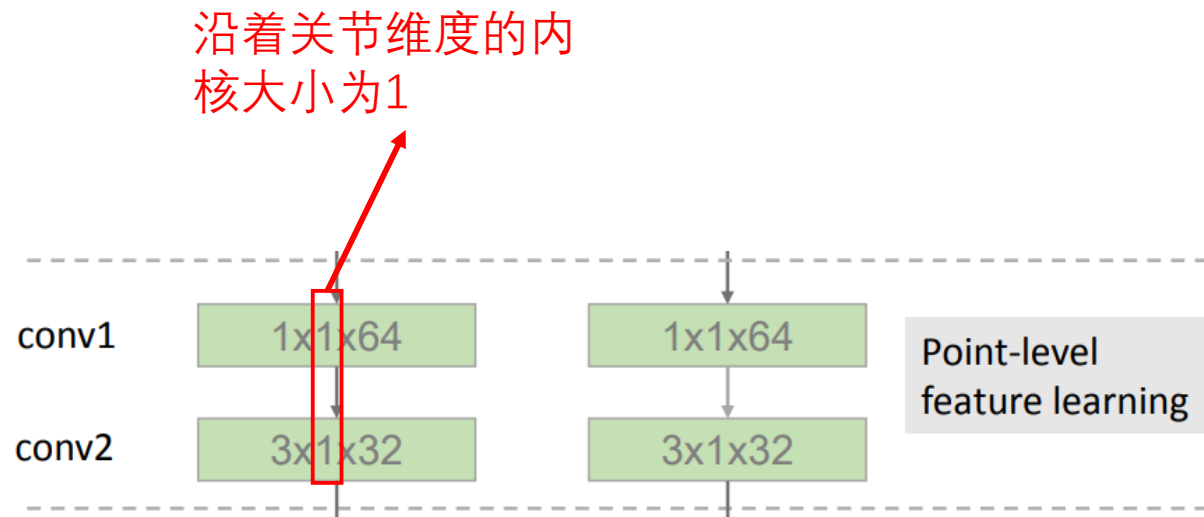 沿着关节维度的内
核大小为1
conv1
1x1x64
1x1x64
Point-level
feature learning
conv2
3x1x32
3x1x32